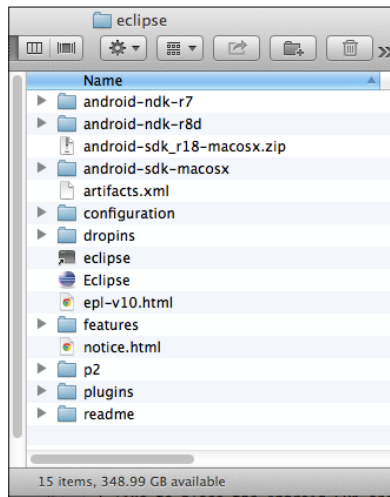 eclipse
Name
android-ndk-r7
android-ndk-r8d
android-sdk_r18-macosx.zip
android-sdk-macosx
artifacts.xml
configuration
dropins
eclipse
Eclipse
epl-v10.html
features
notice.html
p2
plugins
readme
15 items, 348.99 GB available